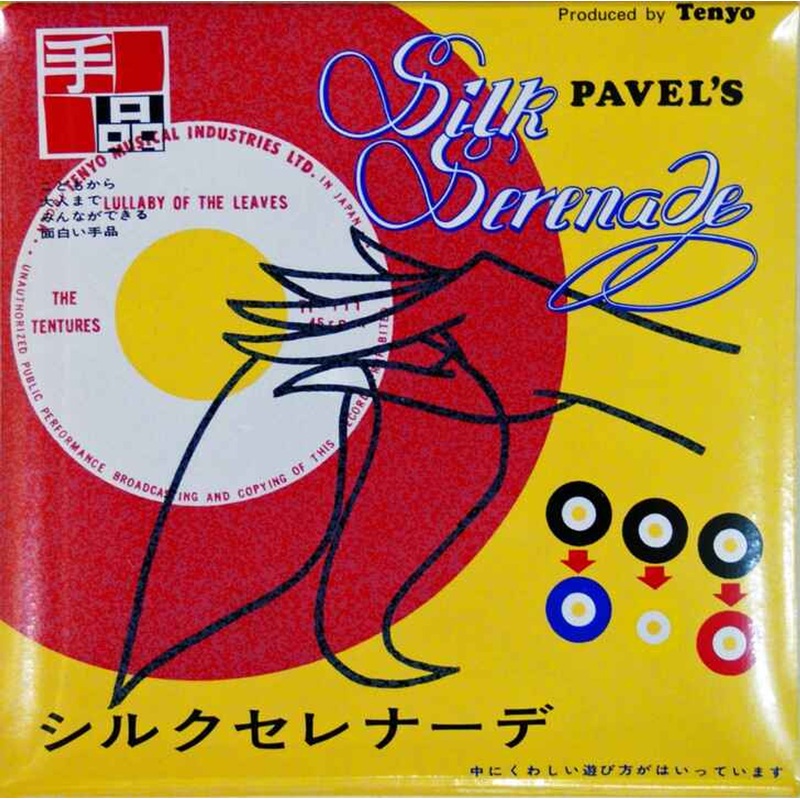 Produced by Tenyo
手品
Silk
PAVEL'S
Serenade
TENYO MUSICAL INDUSTRIES LTD. IN JAPAN
こどもから
大人まで
みんなができる
面白い手品
LULLABY OF THE LEAVES
THE
TENTURES
UNAUTHORIZED PUBLIC PERFORMANCE BROADCASTING AND COPYING OF THIS RECORD
シルクセレナーデ
中にくわしい遊び方がはいっています